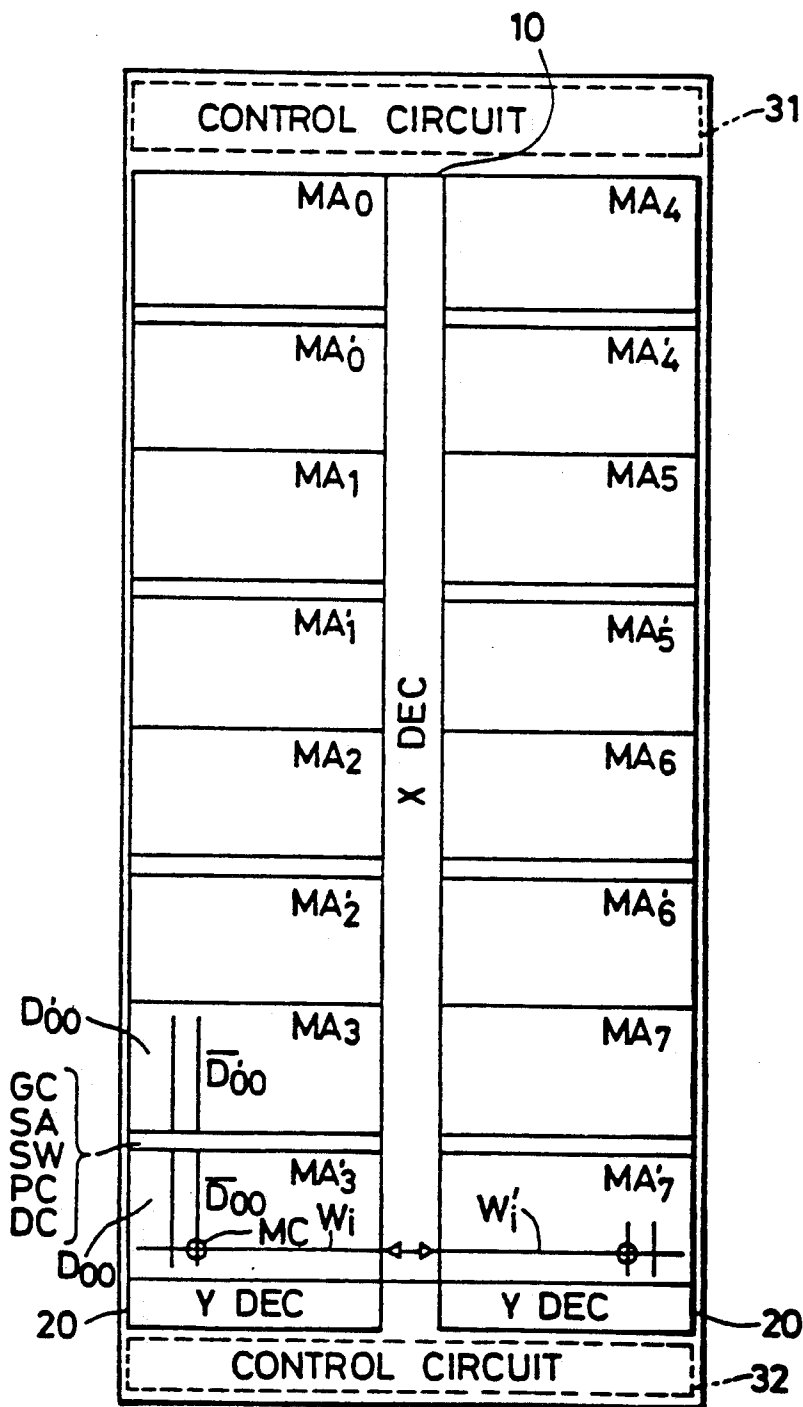 10
CONTROL CIRCUIT
31
MA₀
MA₄
MA'₀
MA'₄
MA₁
MA₅
MA'₁
MA'₅
X DEC
MA₂
MA₆
MA'₂
MA'₆
D'₀₀
MA₃
MA₇
D̅'₀₀
GC
SA
SW
PC
DC
MA'₃
MA'₇
D̅₀₀
MC
Wi
W'i
D₀₀
Y DEC
Y DEC
20
20
CONTROL CIRCUIT
32